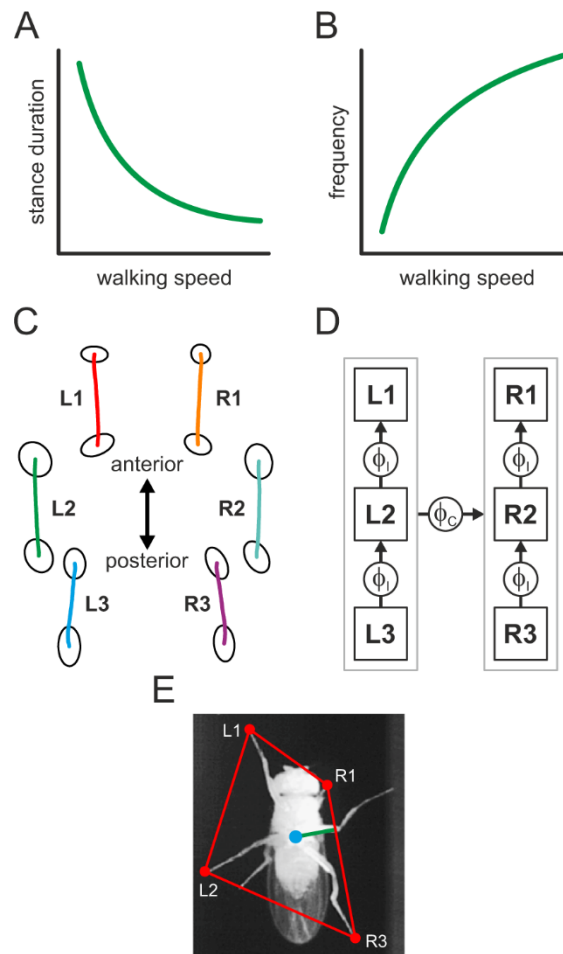 A
stance duration
walking speed
B
frequency
walking speed
C
L1
R1
anterior
L2
R2
posterior
L3
R3
D
L1
R1
ϕI
ϕI
L2
ϕC
R2
ϕI
ϕI
L3
R3
E
L1
R1
L2
R3